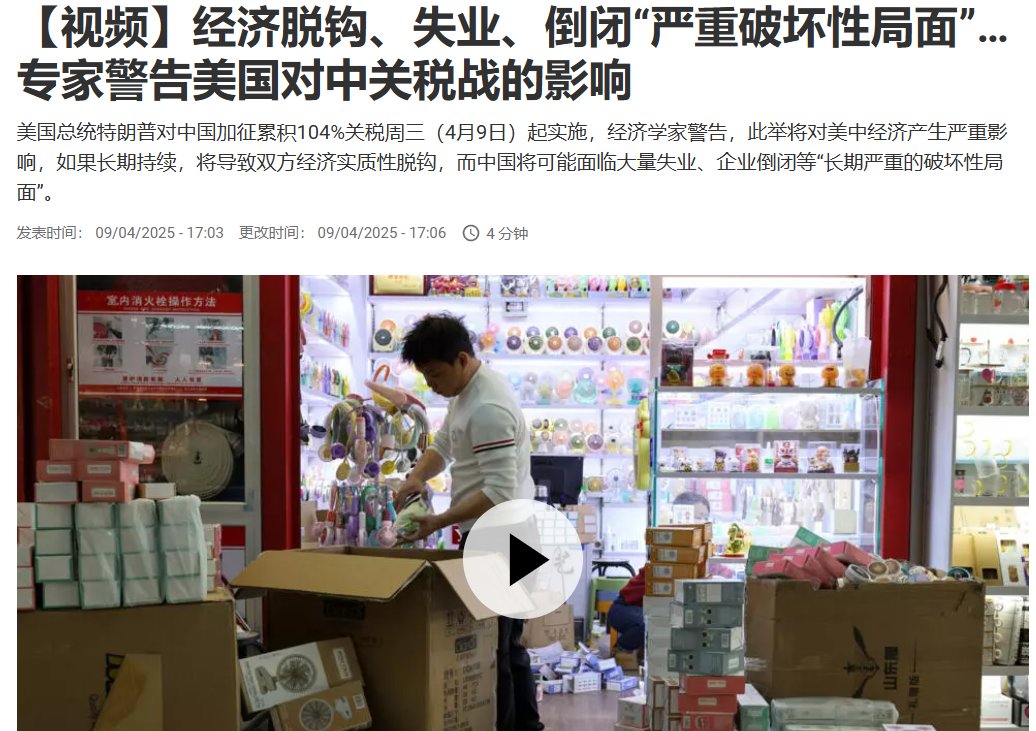 【视频】经济脱钩、失业、倒闭“严重破坏性局面”...
专家警告美国对中关税战的影响
美国总统特朗普对中国加征累积104%关税周三（4月9日）起实施，经济学家警告，此举将对美中经济产生严重影
响，如果长期持续，将导致双方经济实质性脱钩，而中国将可能面临大量失业、企业倒闭等“长期严重的破坏性局
面”。
发表时间： 09/04/2025 - 17:03 更改时间： 09/04/2025 - 17:06 4 分钟
室内消火栓操作方法
山东屋